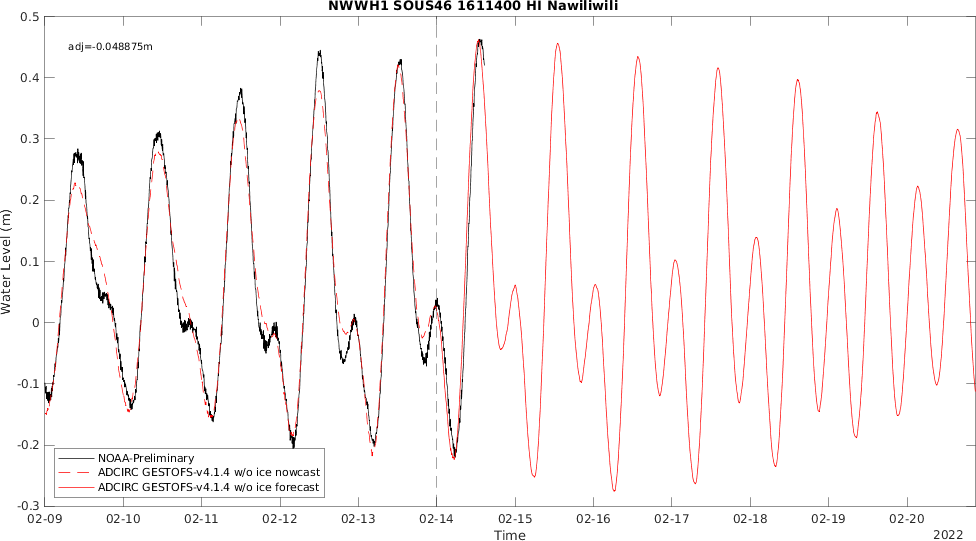 NWWH1 SOUS46 1611400 HI Nawiliwili
adj=-0.048875m
0.5
0.4
0.3
0.2
0.1
0
-0.1
-0.2
-0.3
Water Level (m)
NOAA-Preliminary
ADCIRC GESTOFS-v4.1.4 w/o ice nowcast
ADCIRC GESTOFS-v4.1.4 w/o ice forecast
02-09 02-10 02-11 02-12 02-13 02-14 02-15 02-16 02-17 02-18 02-19 02-20
Time
2022